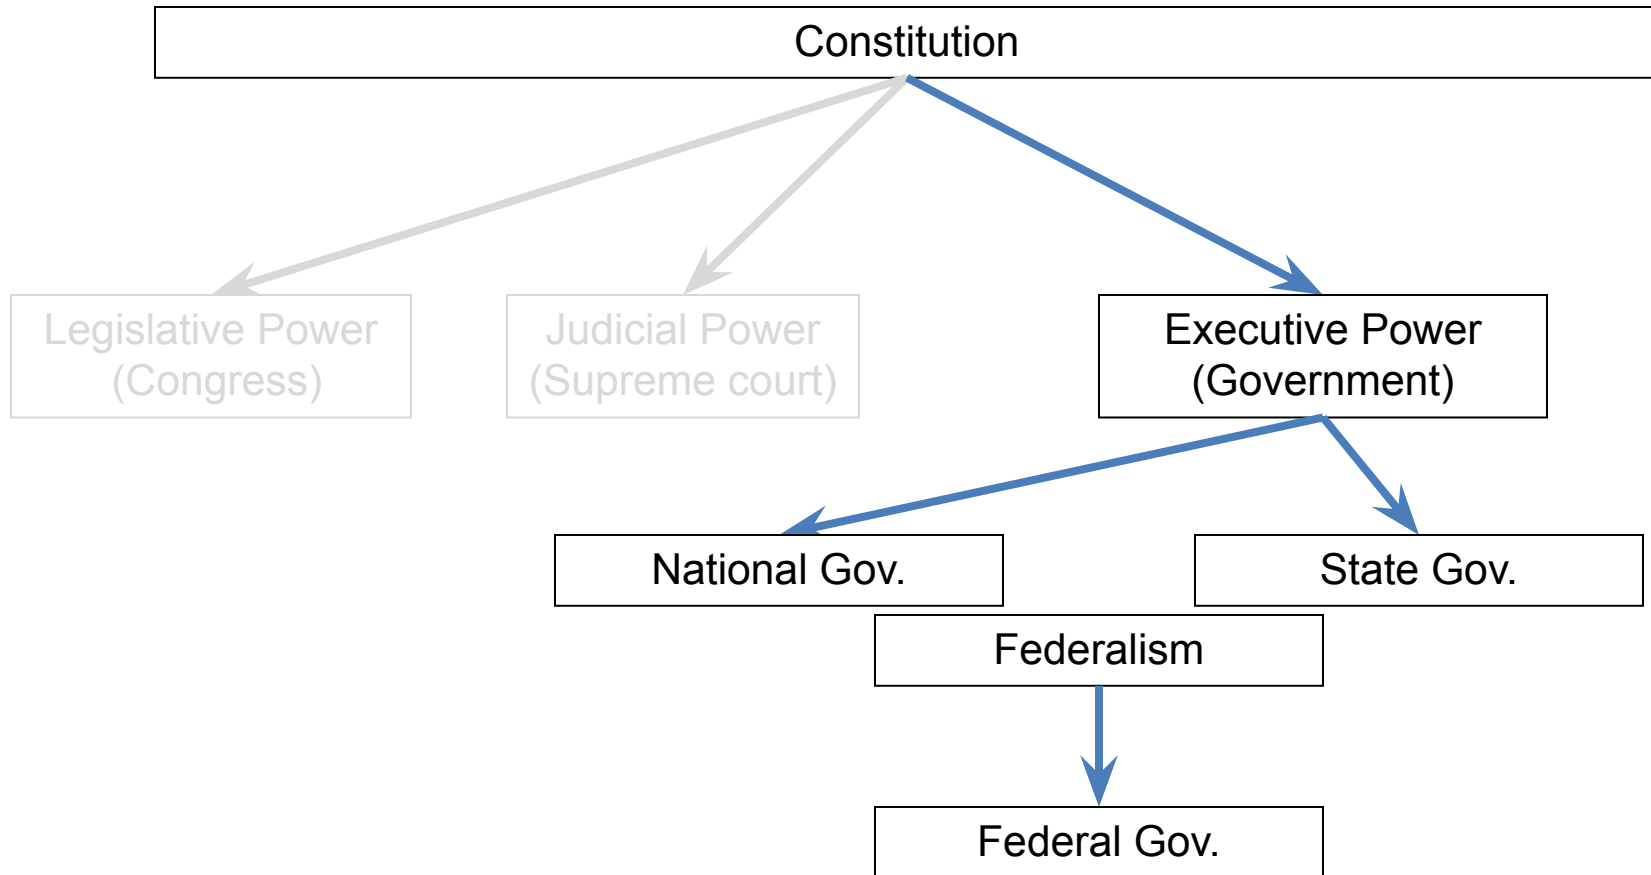 Constitution
Legislative Power
(Congress)
Judicial Power
(Supreme court)
Executive Power
(Government)
National Gov.
State Gov.
Federalism
Federal Gov.